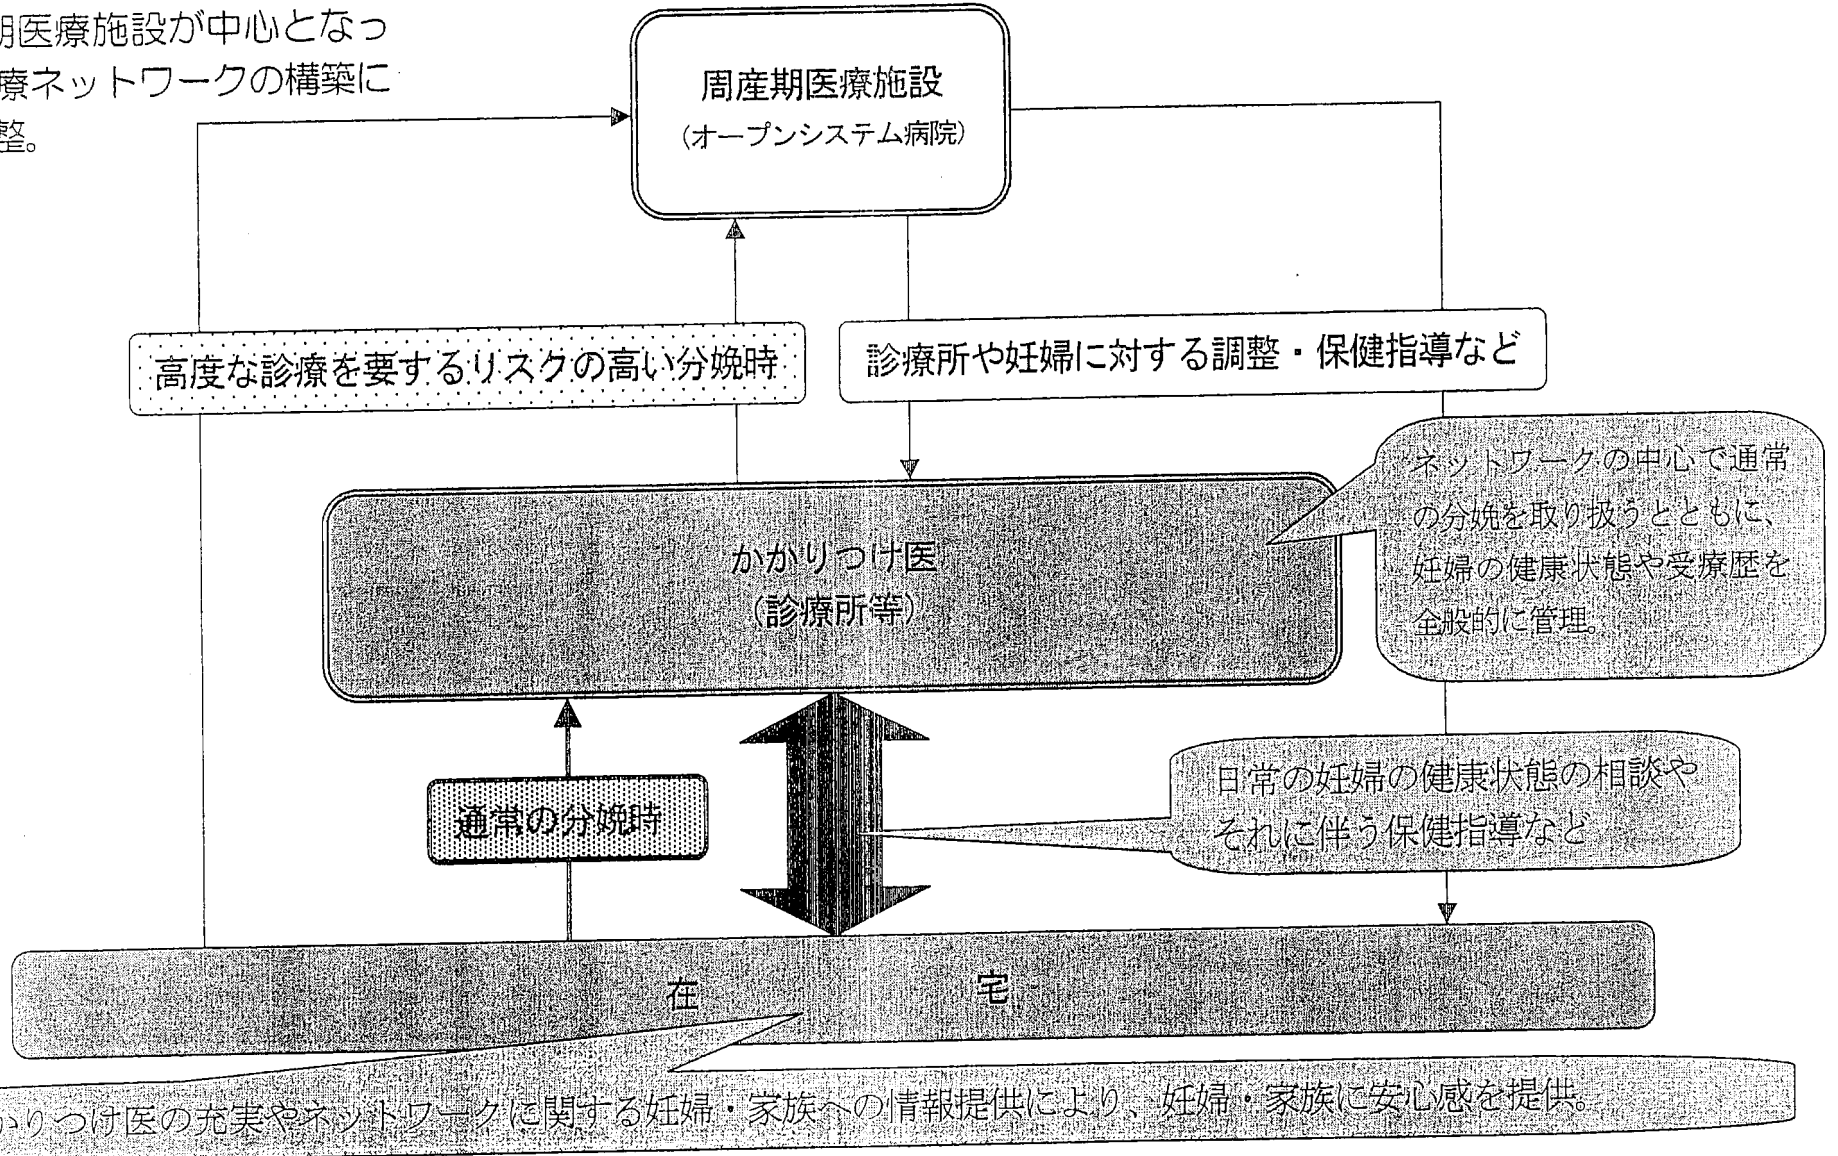 期医療施設が中心となっ
療ネットワークの構築に
整。
周産期医療施設
(オープンシステム病院)
高度な診療を要するリスクの高い分娩時
診療所や妊婦に対する調整・保健指導など
ネットワークの中心で通常
の分娩を取り扱うとともに、
妊婦の健康状態や受療歴を
全般的に管理。
かかりつけ医
(診療所等)
通常の分娩時
日常の妊婦の健康状態の相談や
それに伴う保健指導など
在 宅
かりつけ医の充実やネットワークに関する妊婦・家族への情報提供により、妊婦・家族に安心感を提供。